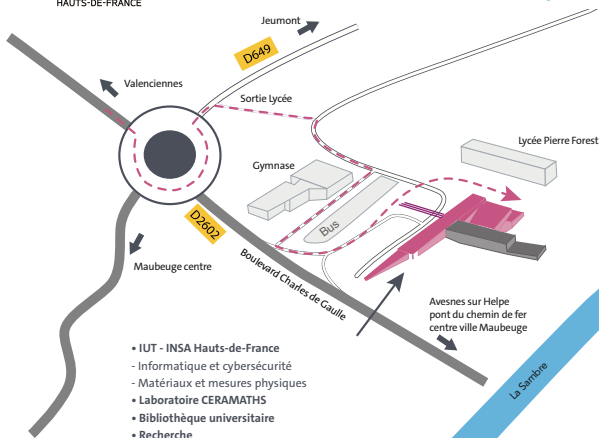 HAUTS-DE-FRANCE
Jeumont
D649
Valenciennes
Sortie Lycée
Lycée Pierre Forest
Gymnase
Bus
D2602
Maubeuge centre
Boulevard Charles de Gaulle
Avesnes sur Helpe
pont du chemin de fer
centre ville Maubeuge
La Sambre
• IUT - INSA Hauts-de-France
- Informatique et cybersécurité
- Matériaux et mesures physiques
• Laboratoire CERAMATHS
• Bibliothèque universitaire
• Recherche